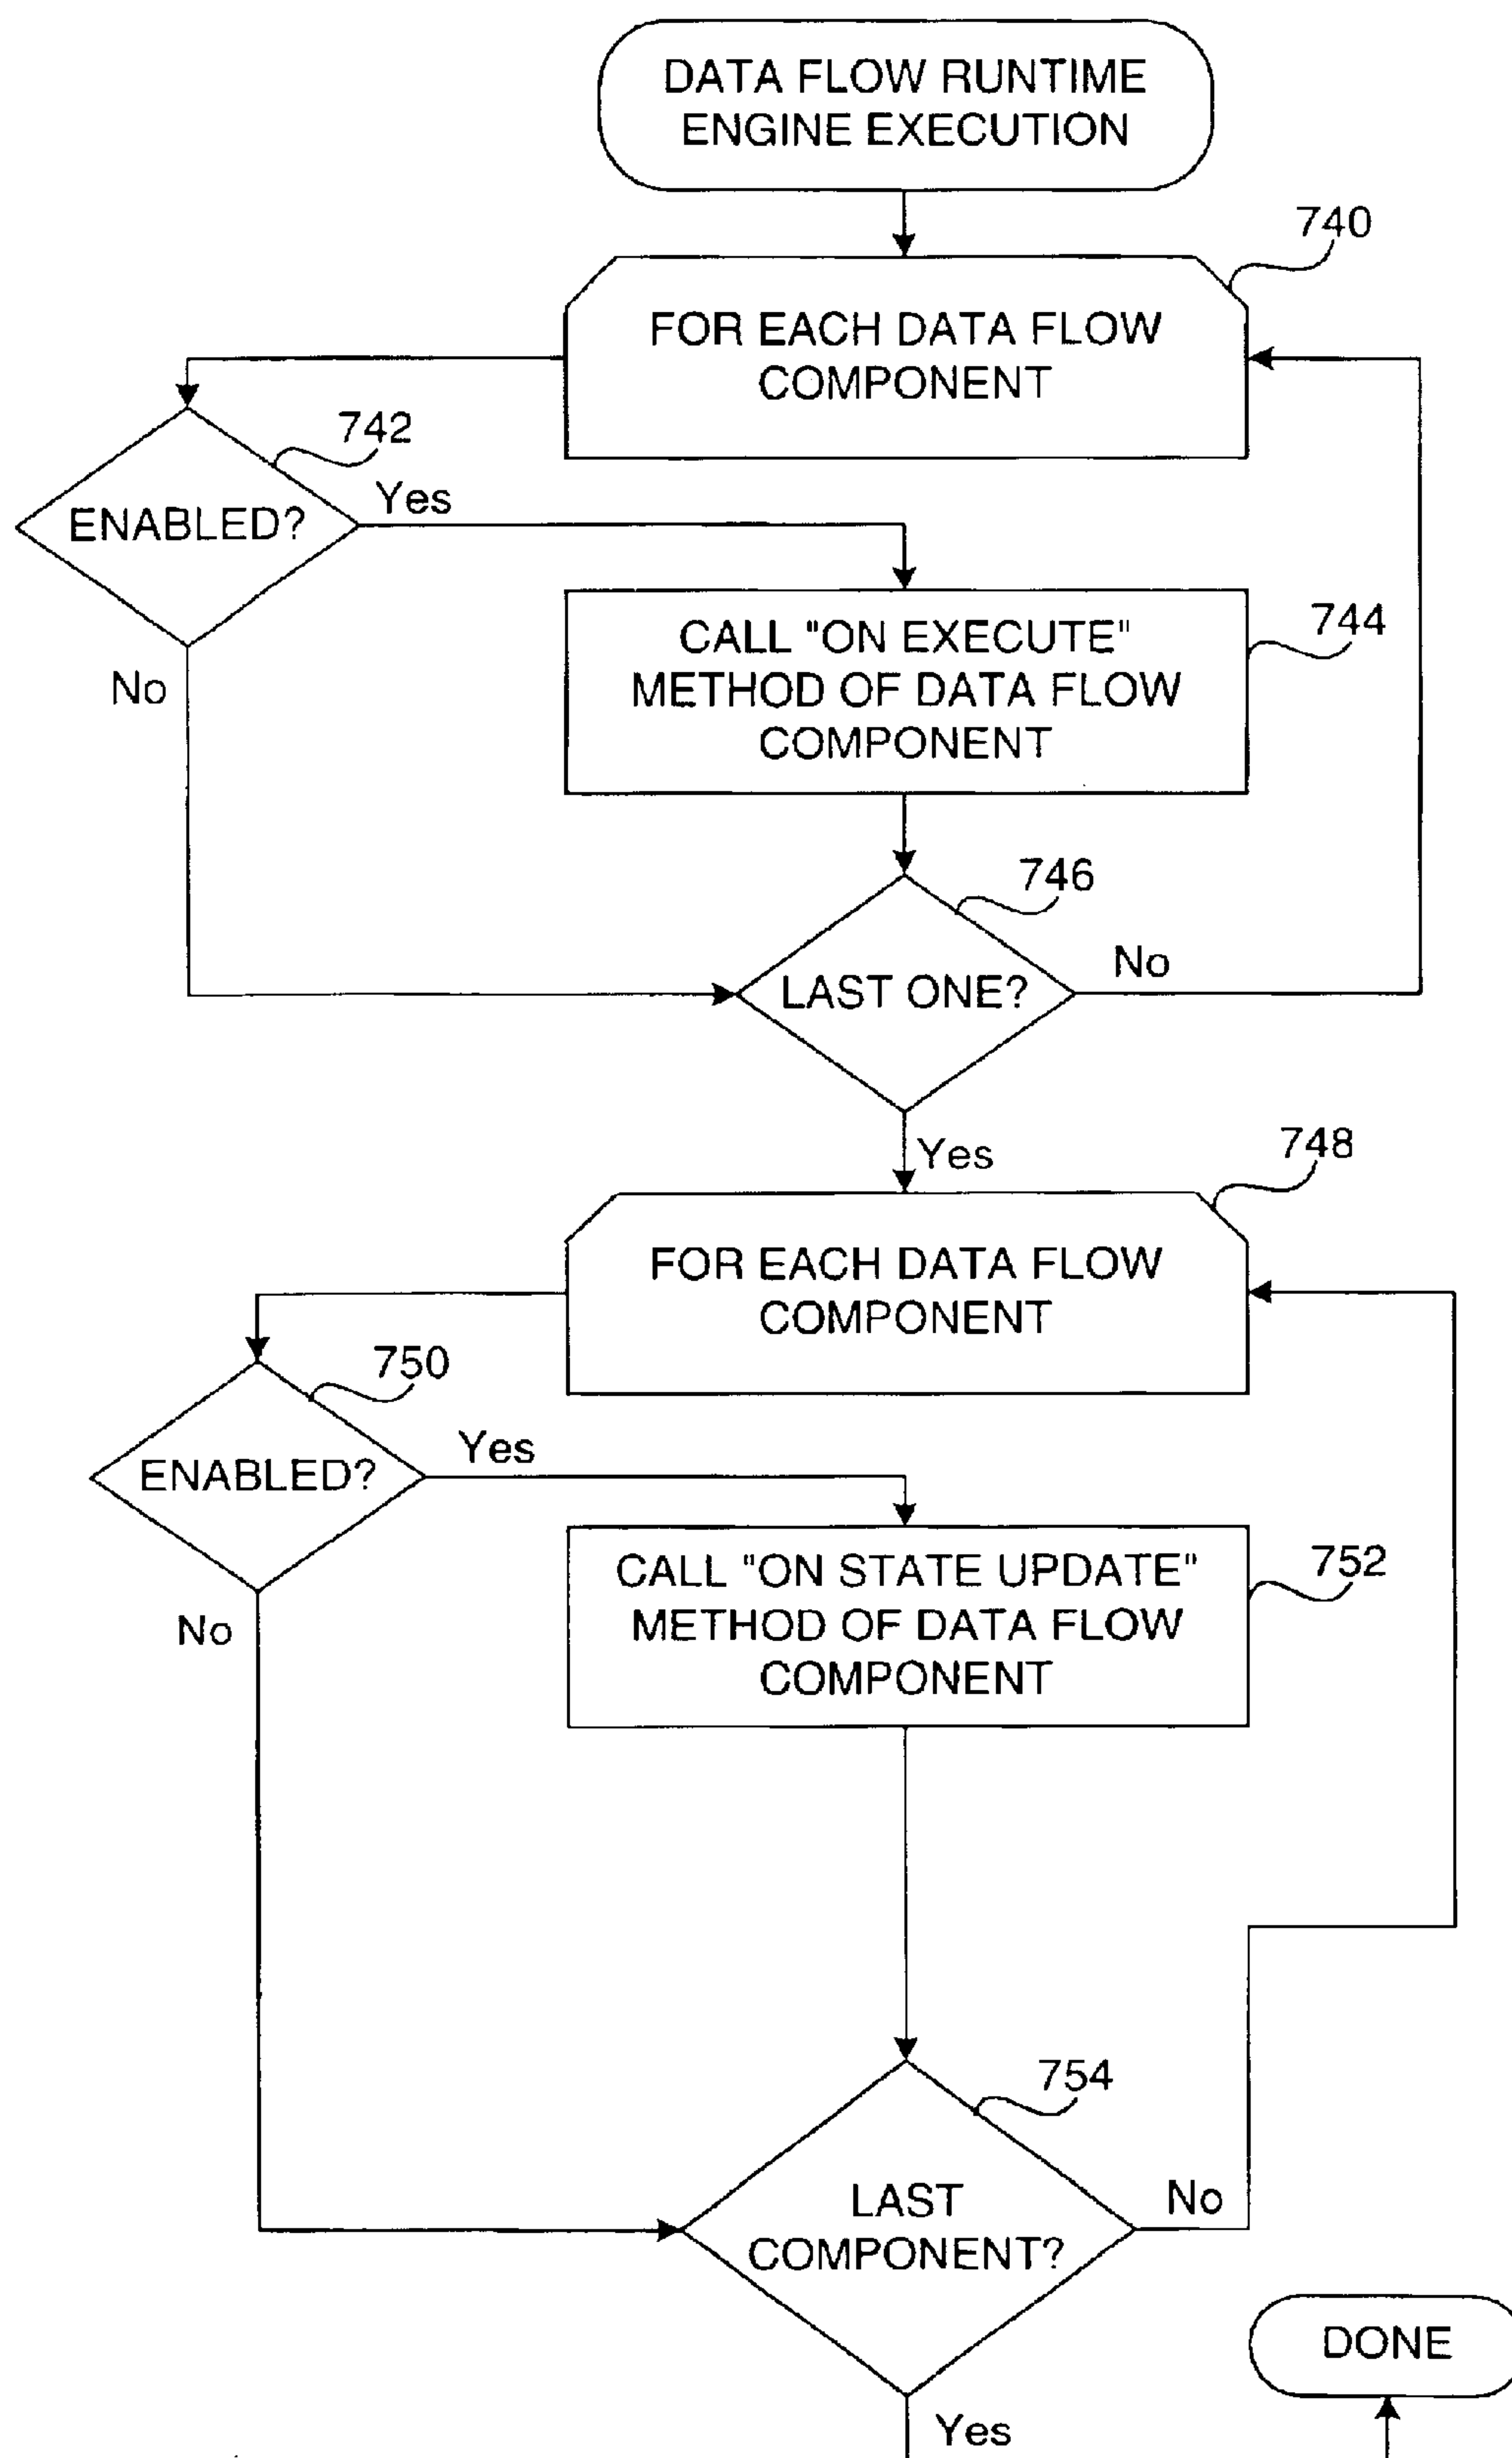 DATA FLOW RUNTIME
ENGINE EXECUTION
740
FOR EACH DATA FLOW
COMPONENT
742
ENABLED?
Yes
No
744
CALL "ON EXECUTE"
METHOD OF DATA FLOW
COMPONENT
746
LAST ONE?
No
Yes
748
FOR EACH DATA FLOW
COMPONENT
750
ENABLED?
Yes
No
752
CALL "ON STATE UPDATE"
METHOD OF DATA FLOW
COMPONENT
754
LAST
COMPONENT?
No
Yes
DONE